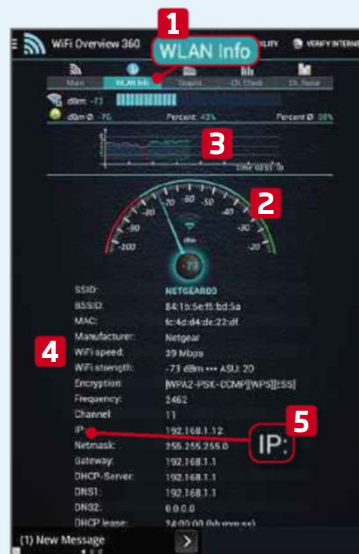 1
WiFi Overview 360
WLAN Info
VERIFY INTERN
Main
WLAN Info
Graphs
Ch. Check
dBm: -73
dBm Ø: -76
Percent: 43%
Percent Ø: 38%
3
2
-100
-90
-80
-70
-60
-50
-40
-30
-20
dBm
-73
SSID: NETGEAR00
BSSID: 84:1b:5e:f5:bd:5a
MAC: fc:4d:d4:de:22:df
Manufacturer: Netgear
4
WiFi speed: 39 Mbps
WiFi strength: -73 dBm ••• ASU: 20
Encryption: [WPA2-PSK-CCMP][WPS][ESS]
Frequency: 2462
Channel: 11
5
IP: 192.168.1.12
IP:
Netmask: 255.255.255.0
Gateway: 192.168.1.1
DHCP-Server: 192.168.1.1
DNS1: 192.168.1.1
DNS2: 0.0.0.0
DHCP lease: 24:00:00 (hh:mm:ss)
(1) New Message